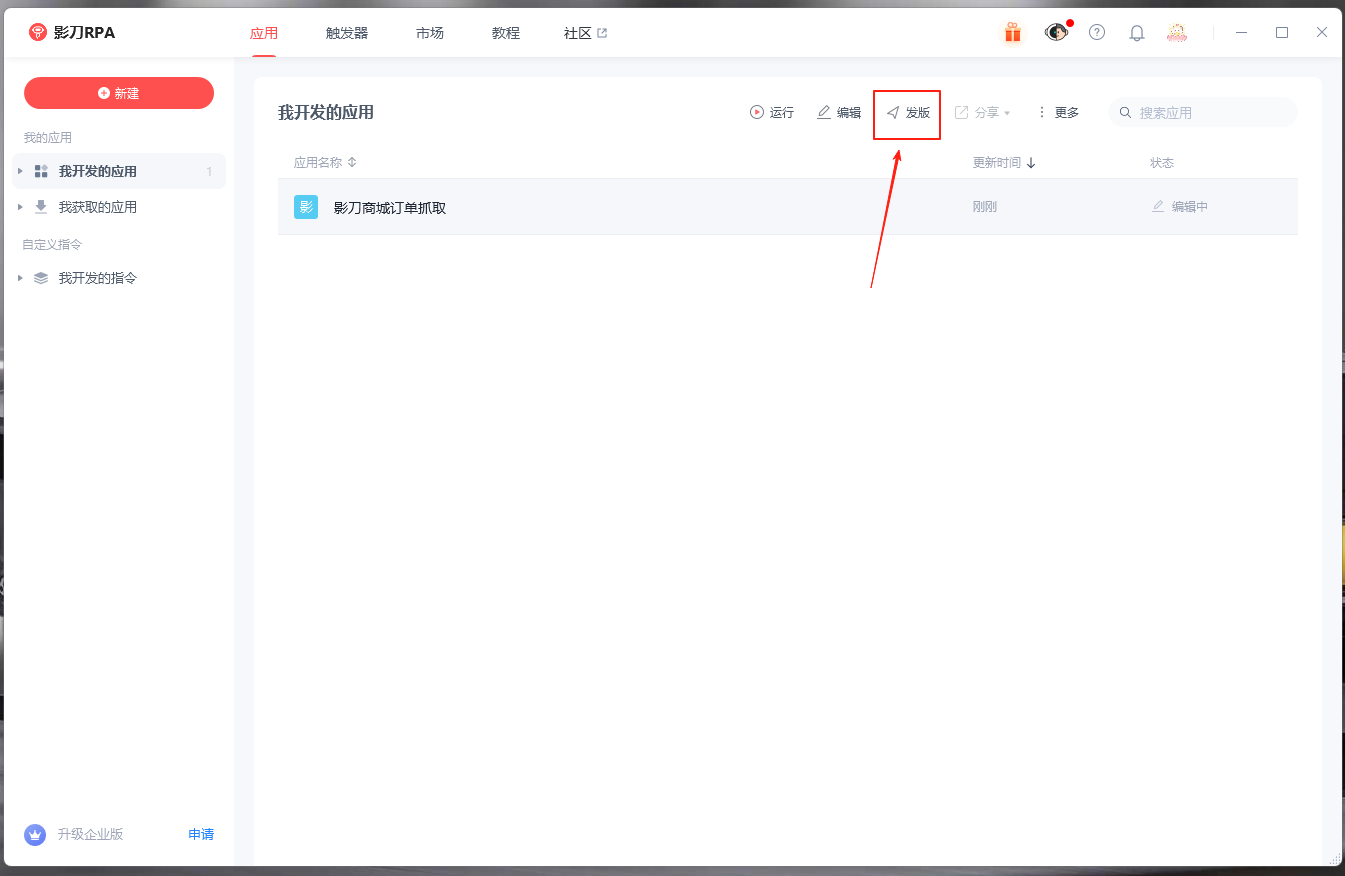 影刀RPA 应用 触发器 市场 教程 社区
新建
我的应用
我开发的应用 1
我获取的应用
自定义指令
我开发的指令
升级企业版 申请
我开发的应用 运行 编辑 发版 分享 更多 搜索应用
应用名称 更新时间 状态
影 影刀商城订单抓取 刚刚 编辑中